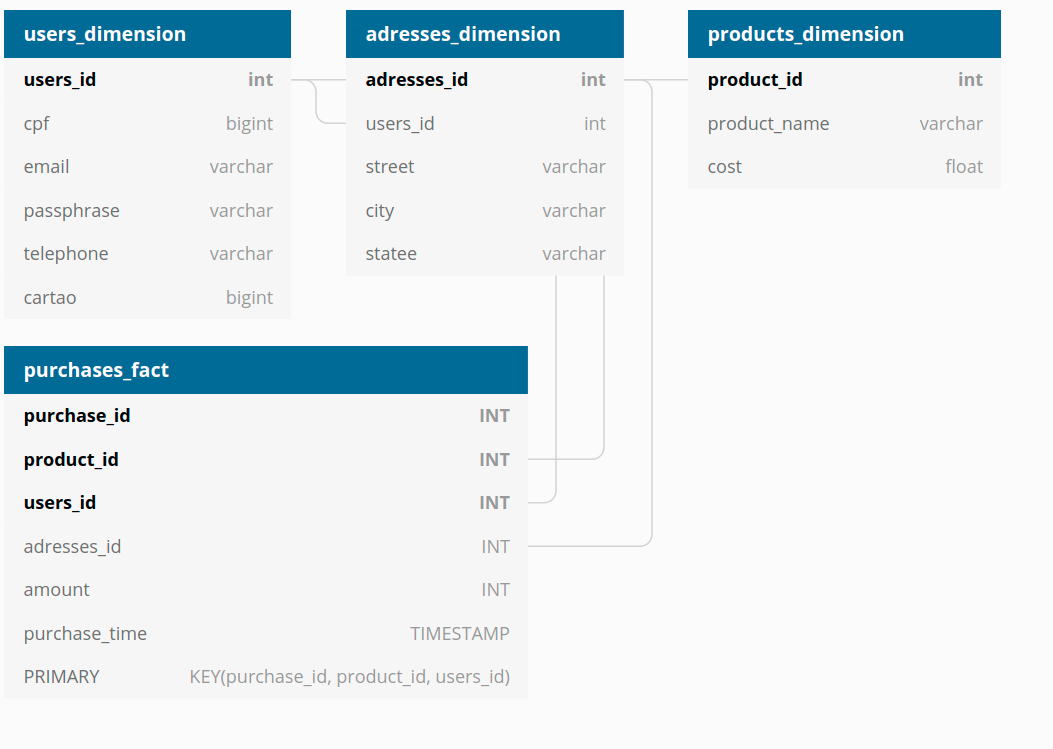 users_dimension
users_id int
cpf bigint
email varchar
passphrase varchar
telephone varchar
cartao bigint
adresses_dimension
adresses_id int
users_id int
street varchar
city varchar
statee varchar
products_dimension
product_id int
product_name varchar
cost float
purchases_fact
purchase_id INT
product_id INT
users_id INT
adresses_id INT
amount INT
purchase_time TIMESTAMP
PRIMARY KEY(purchase_id, product_id, users_id)